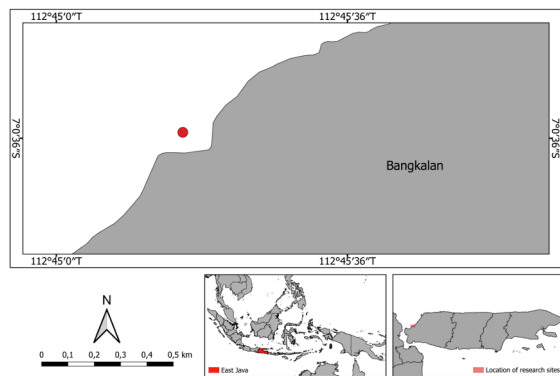 112°45'0"T 112°45'36"T
7°0'36"S
7°0'36"S
Bangkalan
112°45'0"T 112°45'36"T
N
0 0,1 0,2 0,3 0,4 0,5 km
East Java
Location of research sites